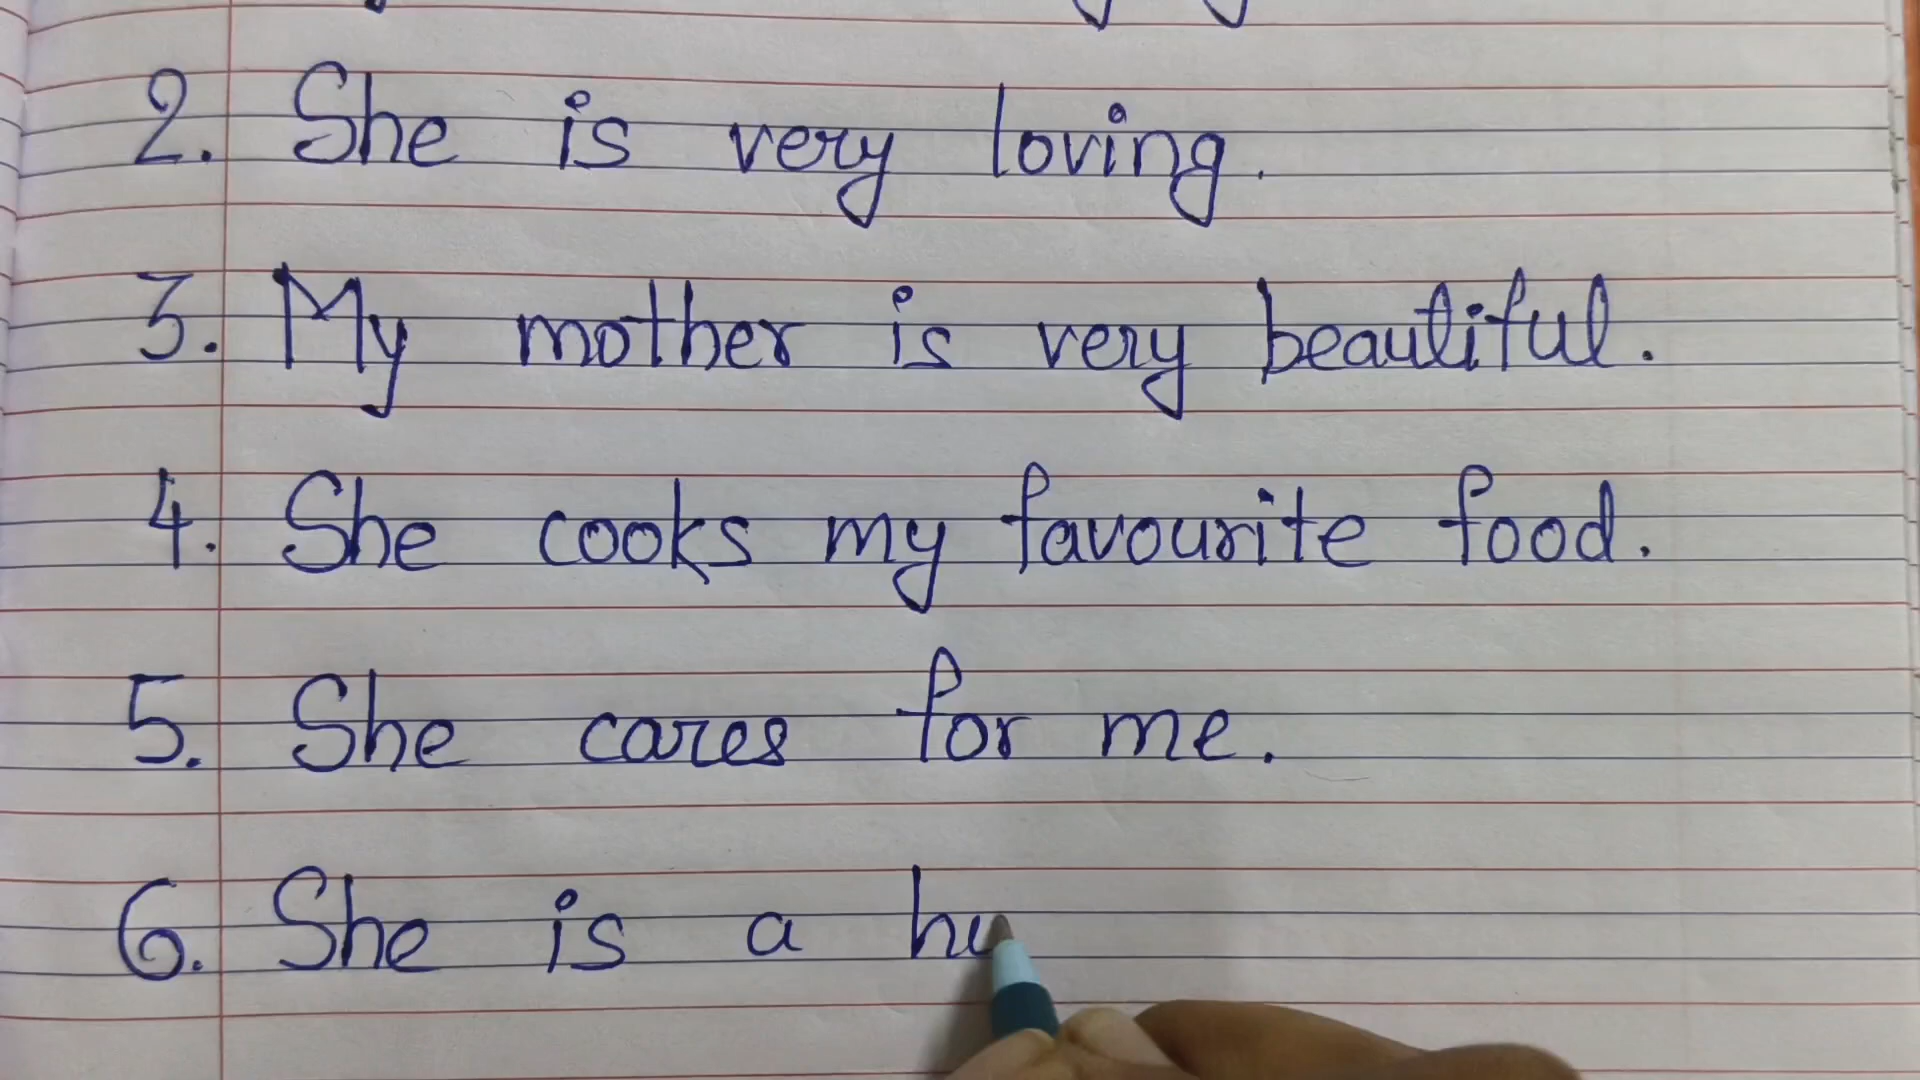 2. She is very loving.
3. My mother is very beautiful.
4. She cooks my favourite food.
5. She cares for me.
6. She is a hu